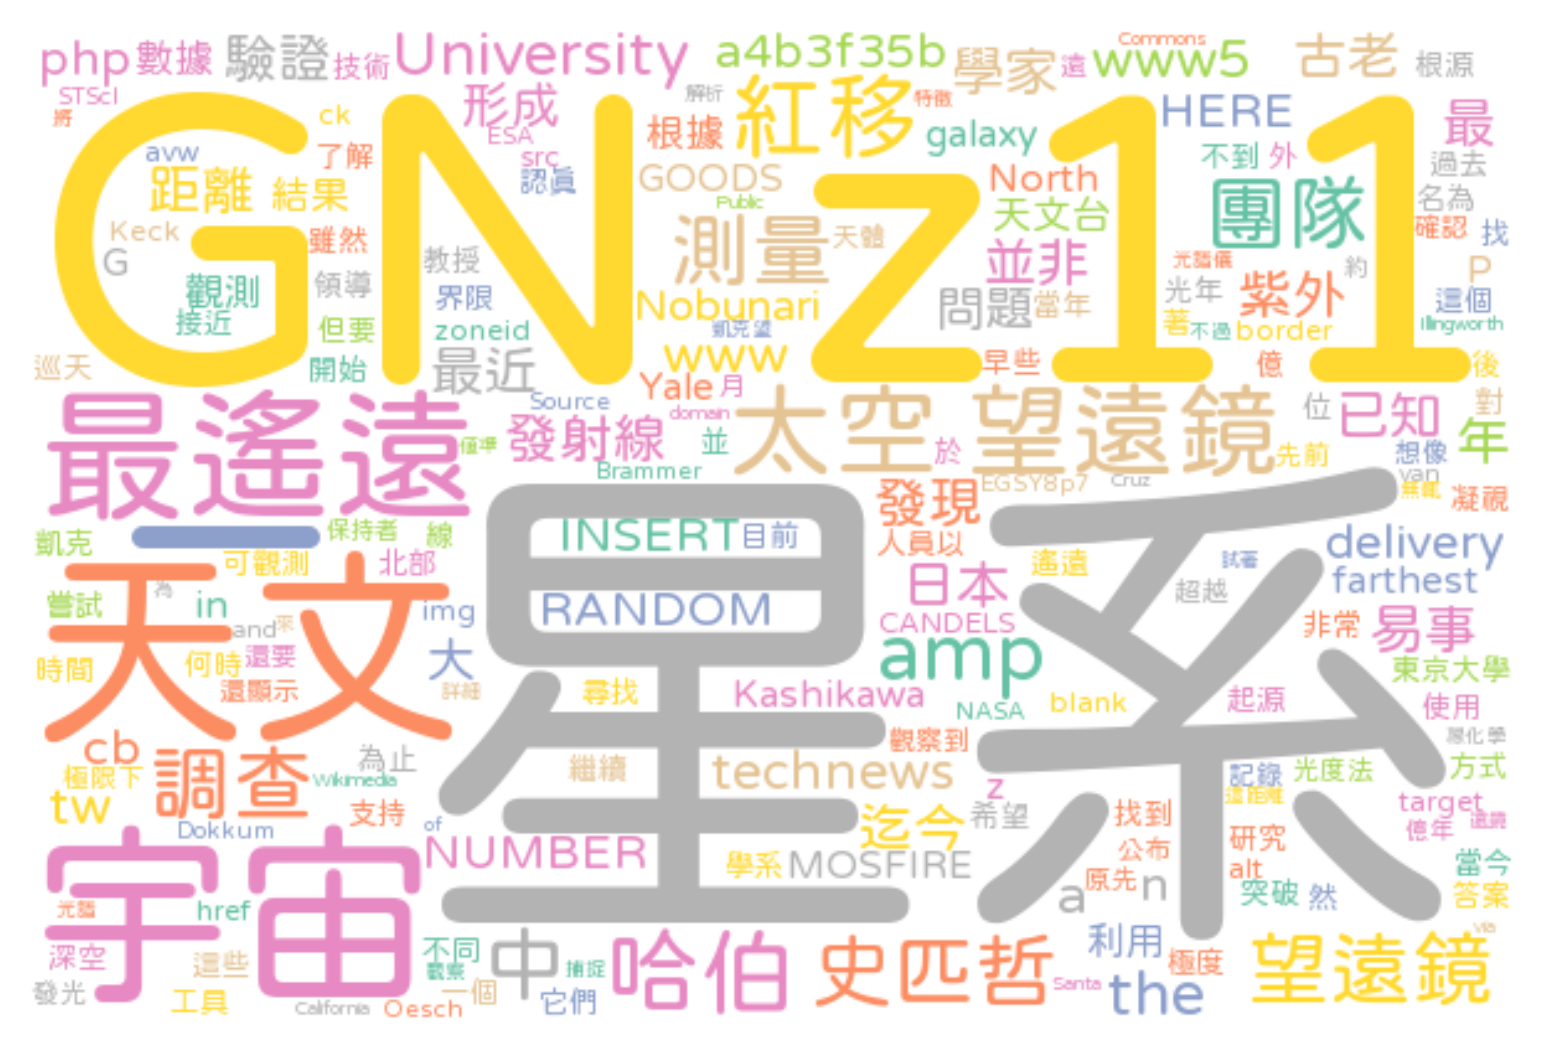 php 數據 驗證 技術 University a4b3f35b 學家 遠 Commons www5 古老 根源
STScI 將 ck 形成 ESA 解析 紅移 特徵 HERE 最
avw 了解 src 認真 根據 galaxy 不到 外 過去
GN z11
距離 結果 GOODS Public North 天文台 團隊 名為
Keck 雖然 G 教授 測量 天體 並非 光譜儀 約 確認 找
觀測 領導 界限 Nobunari 問題 當年 光年 紫外 P 這個
接近 但要 zoneid 凱克望 著 不過 border Illingworth
巡天 開始 最近 www 早些 億 後
最遙遠 Source Yale 月 domain 太空望遠鏡 位 已知 對 年
值準 發射線 並 於 先前 想像
Brammer EGSY8p7 Cruz van 無輒 凝視
一 保持者 線 INSERT 目前 發現 系
凱克 可觀測 北部 星 人員以 遙遠 試著 delivery
天文 為 超越 farthest
嘗試 in and 來 img RANDOM 日本 CANDELS 非常 易事
時間 何時 還要 大 amp 東京大學
還顯示 詳細 尋找 Kashikawa NASA blank 起源 使用
cb 調查 為止 觀察到
極限下 Wikimedia 繼續 technews z 記錄 光度法 方式
tw 支持 迄今 希望 遠距離 target
Dokkum of 找到 億年 遠鏡
宇宙 NUMBER 學系 MOSFIRE 公布 研究 當今
光譜 href a 原先 n alt 突破 然 答案
深空 這些 不同 中 哈伯 史匹哲 利用 望遠鏡 via
觀察 捕捉 極度
發光 工具 California Oesch 一個 它們 Santa the